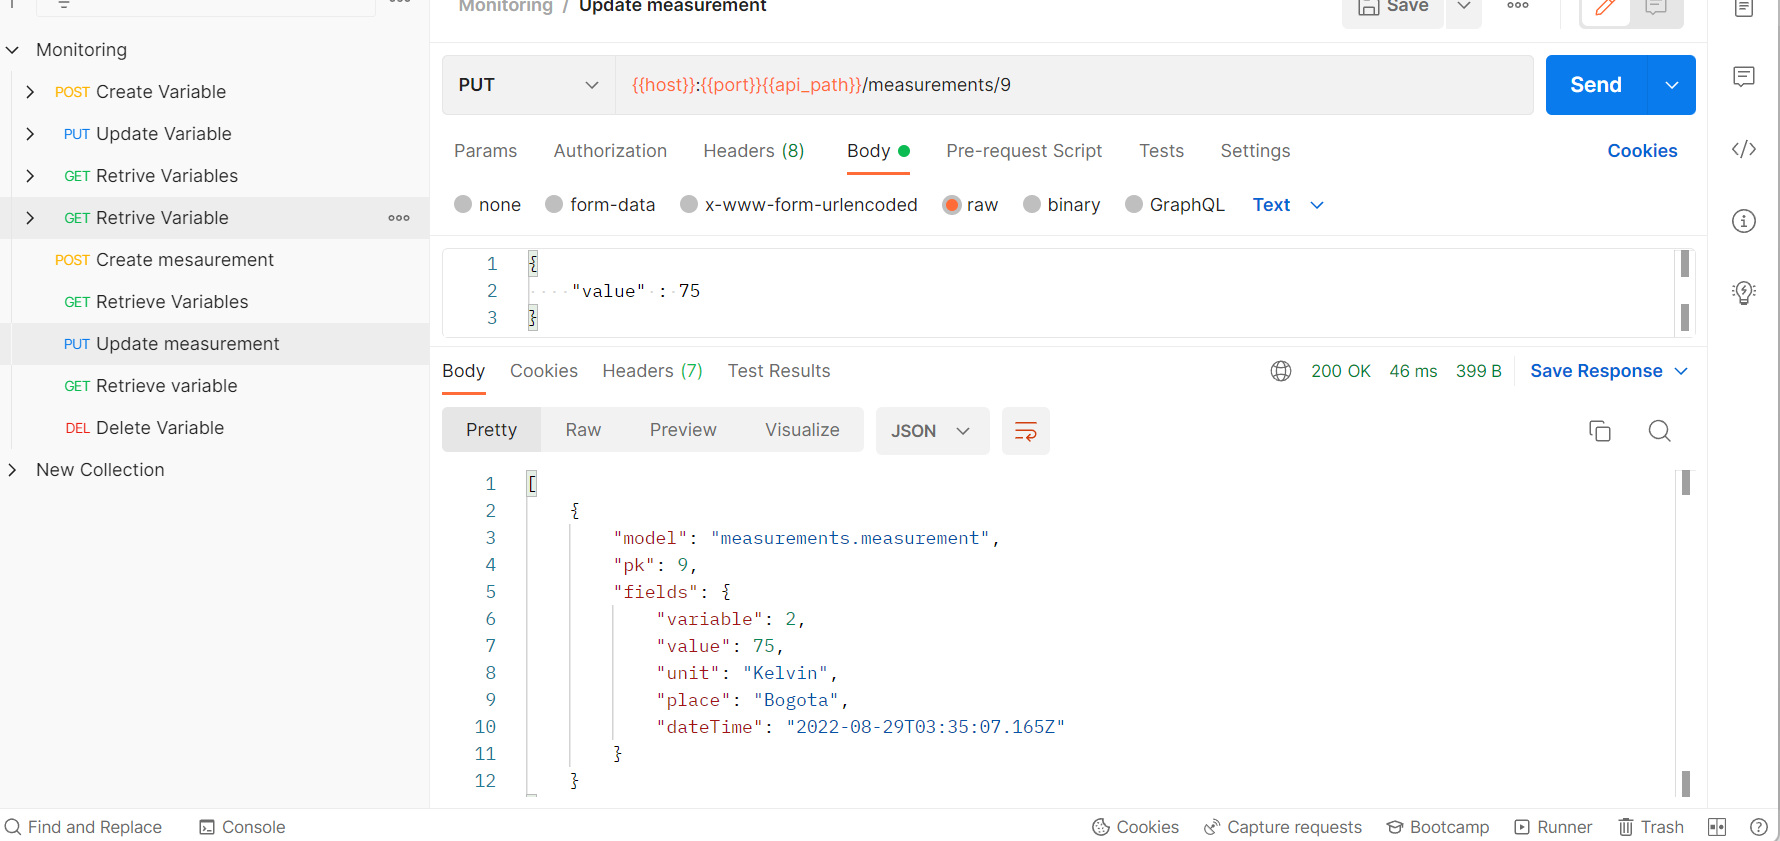 Monitoring / Update measurement
Save
Monitoring
POST Create Variable
PUT Update Variable
GET Retrive Variables
GET Retrive Variable
POST Create mesaurement
GET Retrieve Variables
PUT Update measurement
GET Retrieve variable
DEL Delete Variable
New Collection
PUT
{{host}}:{{port}}{{api_path}}/measurements/9
Send
Params Authorization Headers (8) Body Pre-request Script Tests Settings Cookies
none form-data x-www-form-urlencoded raw binary GraphQL Text
1 {
2 "value" : 75
3 }
Body Cookies Headers (7) Test Results 200 OK 46 ms 399 B Save Response
Pretty Raw Preview Visualize JSON
1 [
2 {
3 "model": "measurements.measurement",
4 "pk": 9,
5 "fields": {
6 "variable": 2,
7 "value": 75,
8 "unit": "Kelvin",
9 "place": "Bogota",
10 "dateTime": "2022-08-29T03:35:07.165Z"
11 }
12 }
Find and Replace Console Cookies Capture requests Bootcamp Runner Trash